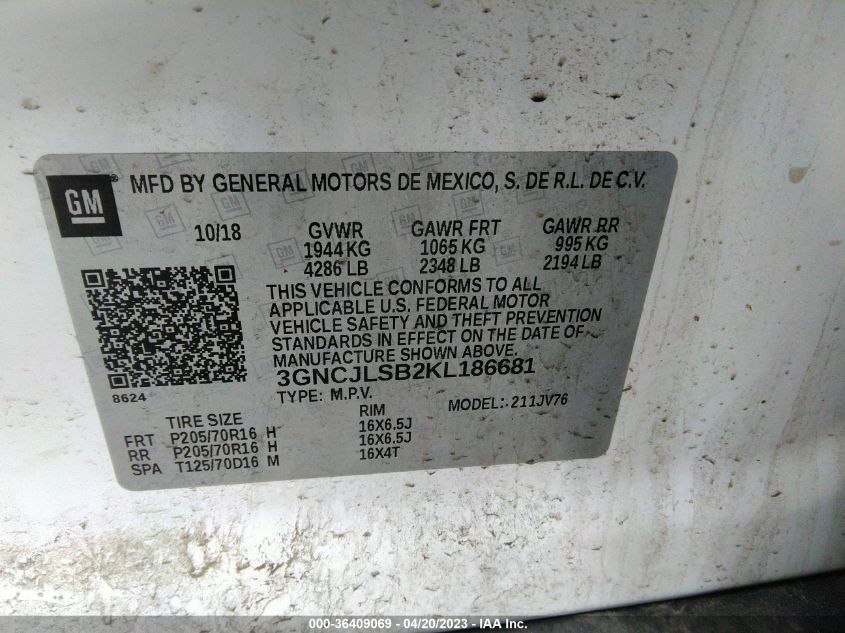 GM
MFD BY GENERAL MOTORS DE MEXICO, S. DE R.L. DE C.V.
10/18 GVWR GAWR FRT GAWR RR
1944 KG 1065 KG 995 KG
4286 LB 2348 LB 2194 LB
THIS VEHICLE CONFORMS TO ALL
APPLICABLE U.S. FEDERAL MOTOR
VEHICLE SAFETY AND THEFT PREVENTION
STANDARDS IN EFFECT ON THE DATE OF
MANUFACTURE SHOWN ABOVE.
3GNCJLSB2KL186681
8624
TYPE: M.P.V. MODEL: 211JV76
TIRE SIZE RIM
FRT P205/70R16 H 16X6.5J
RR P205/70R16 H 16X6.5J
SPA T125/70D16 M 16X4T
000-36409069 - 04/20/2023 - IAA Inc.